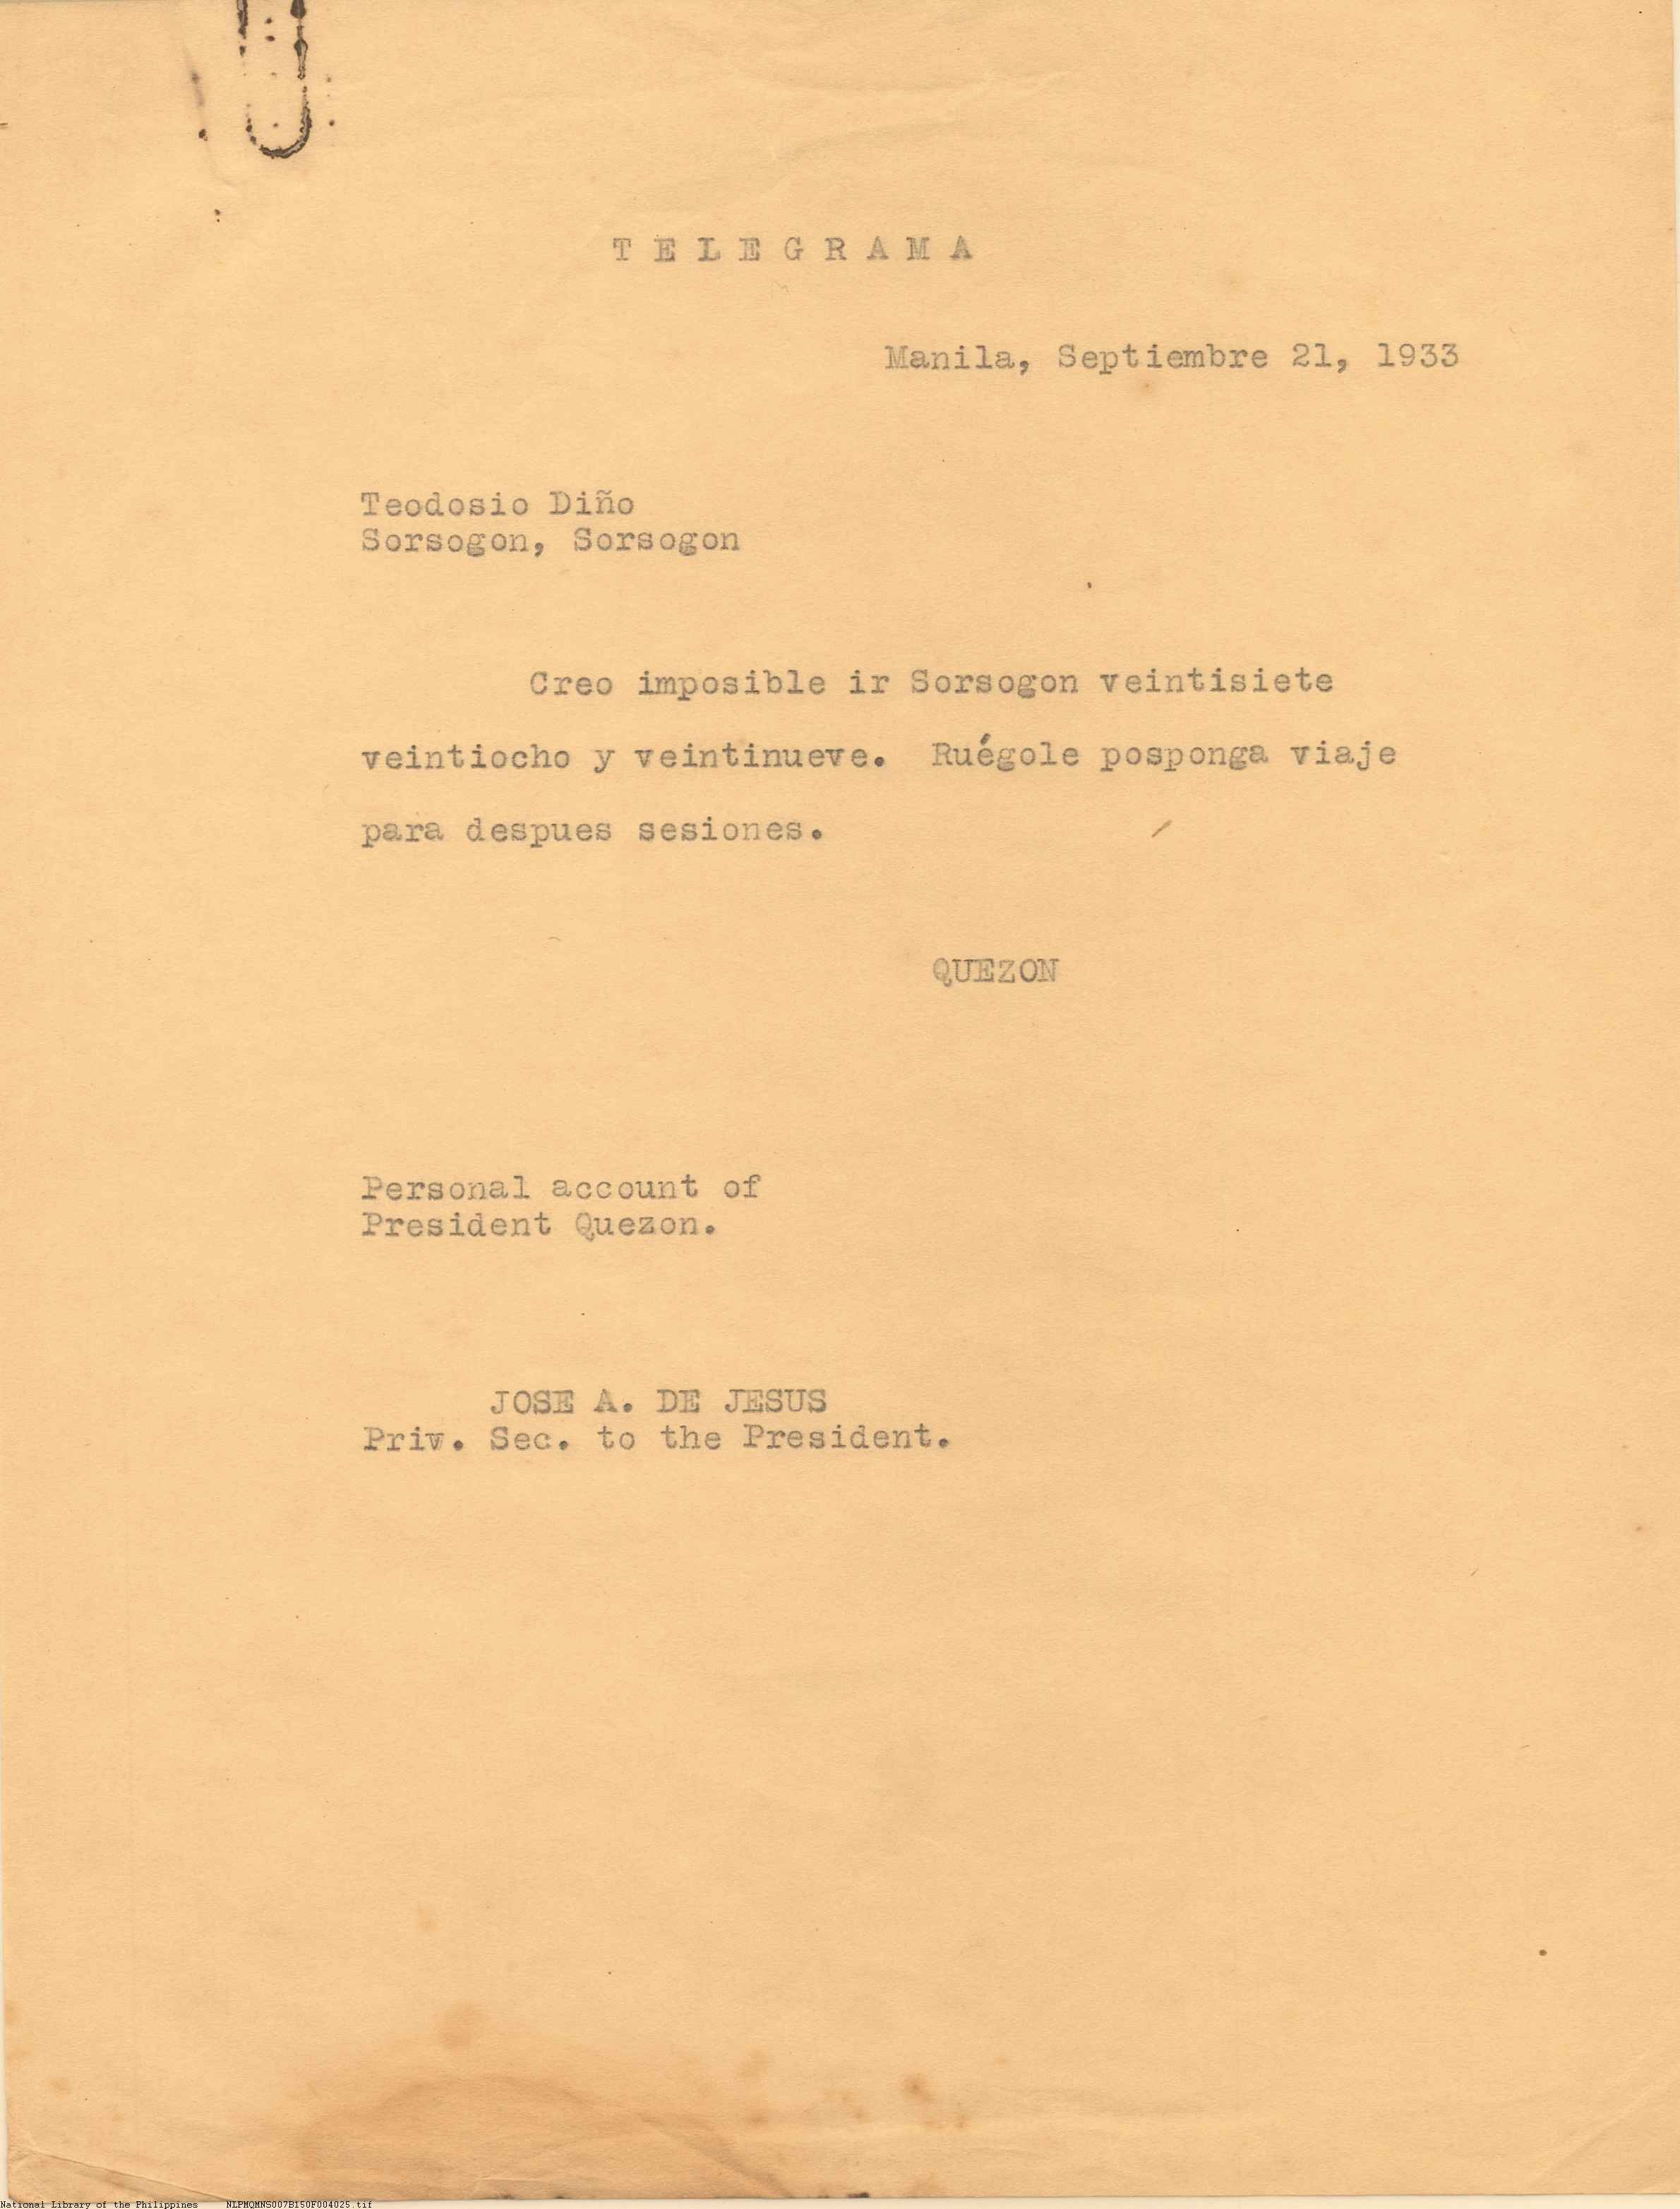 T E L E G R A M A
Manila, Septiembre 21, 1933
Teodosio Diño
Sorsogon, Sorsogon
Creo imposible ir Sorsogon veintisiete
veintiocho y veintinueve. Ruégole posponga viaje
para despues sesiones.
QUEZON
Personal account of
President Quezon.
JOSE A. DE JESUS
Priv. Sec. to the President.
National Library of the Philippines NLPMQMNS007B150F004025.tif